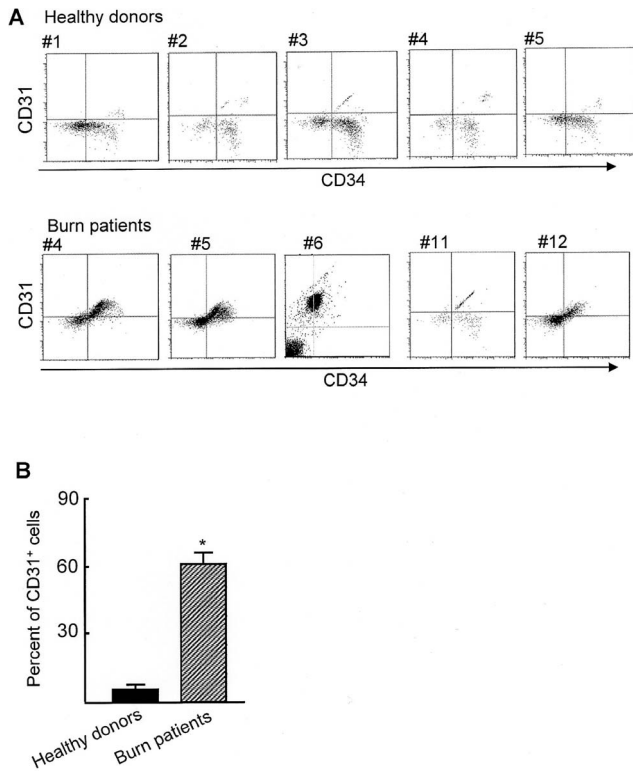 A Healthy donors
#1 #2 #3 #4 #5
CD31
CD34
Burn patients
#4 #5 #6 #11 #12
CD31
CD34
B
90
60
30
Percent of CD31⁺ cells
*
Healthy donors
Burn patients